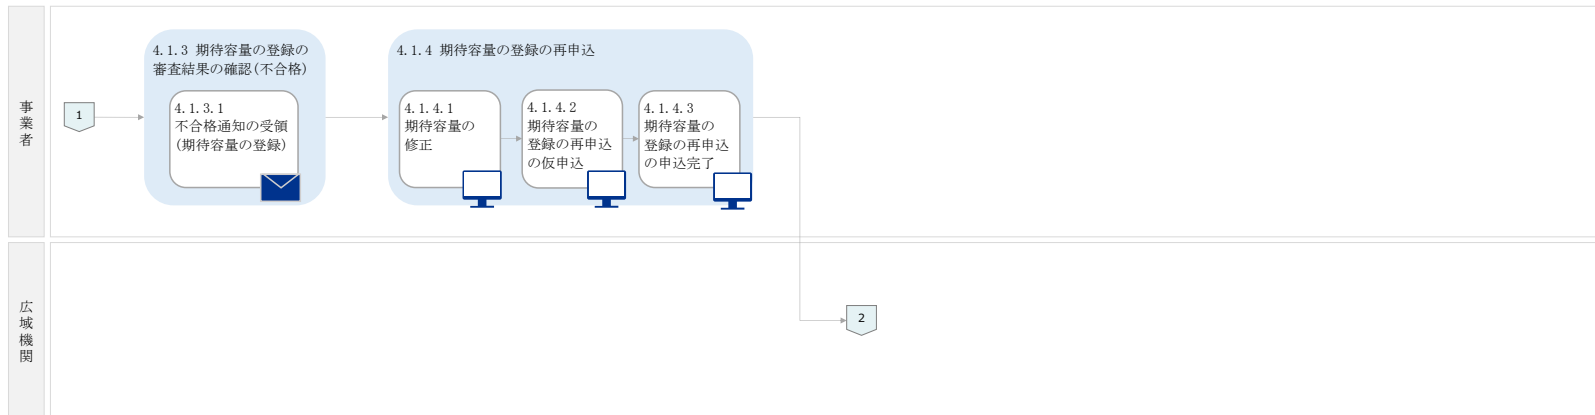 事業者
1
4.1.3 期待容量の登録の
審査結果の確認(不合格)
4.1.3.1
不合格通知の受領
(期待容量の登録)
4.1.4 期待容量の登録の再申込
4.1.4.1
期待容量の
修正
4.1.4.2
期待容量の
登録の再申込
の仮申込
4.1.4.3
期待容量の
登録の再申込
の申込完了
広域機関
2